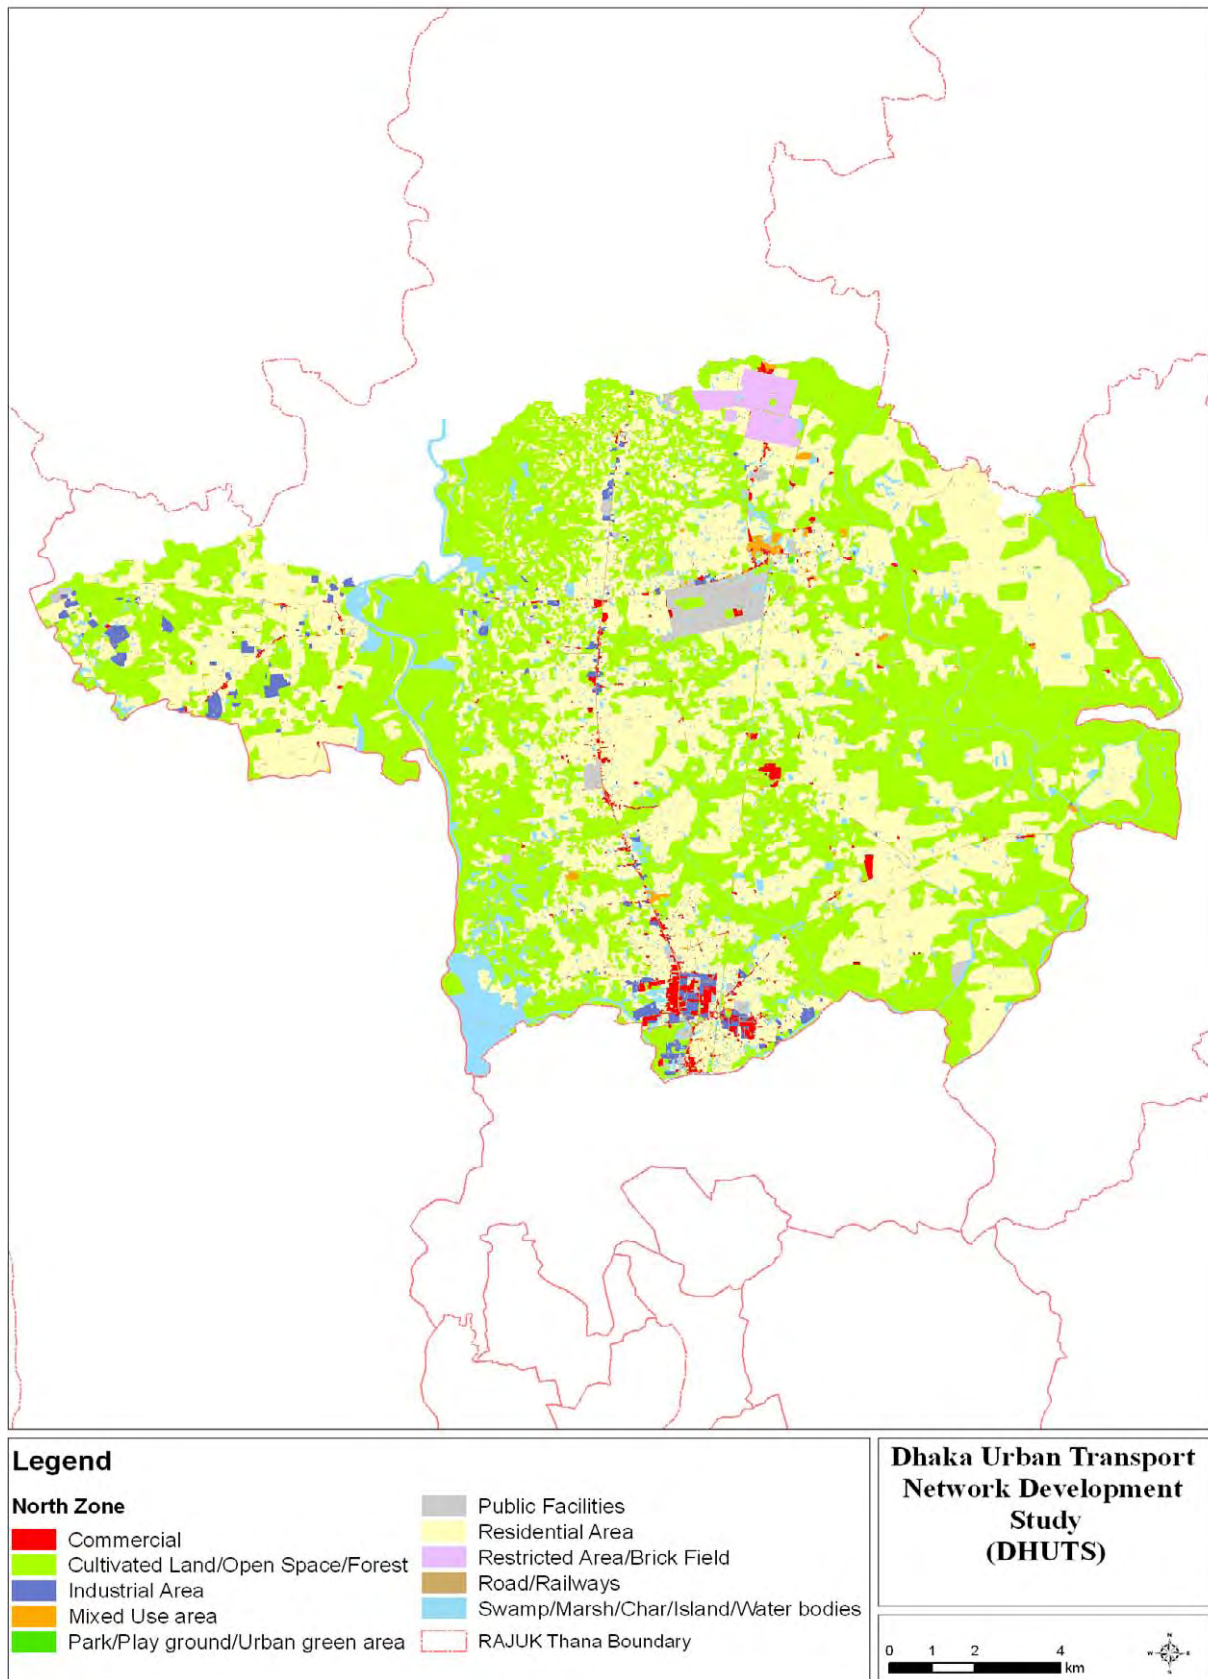 Legend
North Zone
Commercial
Cultivated Land/Open Space/Forest
Industrial Area
Mixed Use area
Park/Play ground/Urban green area
Public Facilities
Residential Area
Restricted Area/Brick Field
Road/Railways
Swamp/Marsh/Char/Island/Water bodies
RAJUK Thana Boundary
Dhaka Urban Transport
Network Development
Study
(DHUTS)
0 1 2 4
km
N
W E
S